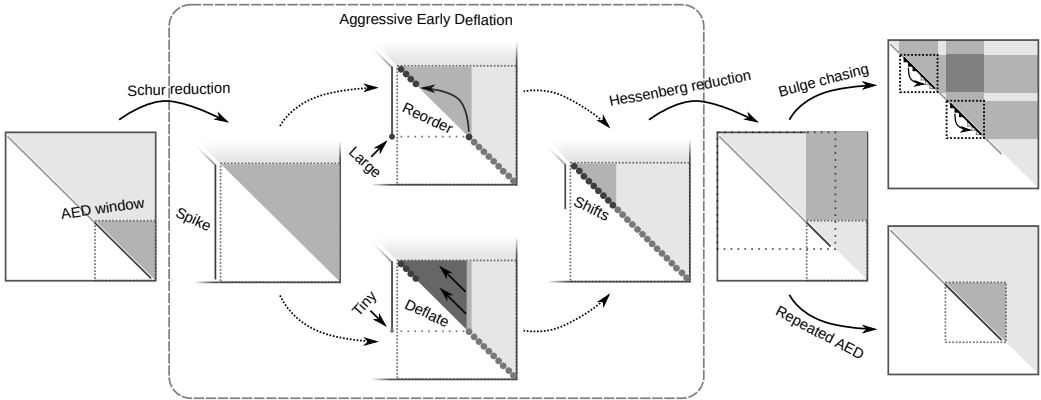 Aggressive Early Deflation
Schur reduction
AED window
Spike
Reorder
Large
Tiny
Deflate
Shifts
Hessenberg reduction
Bulge chasing
Repeated AED